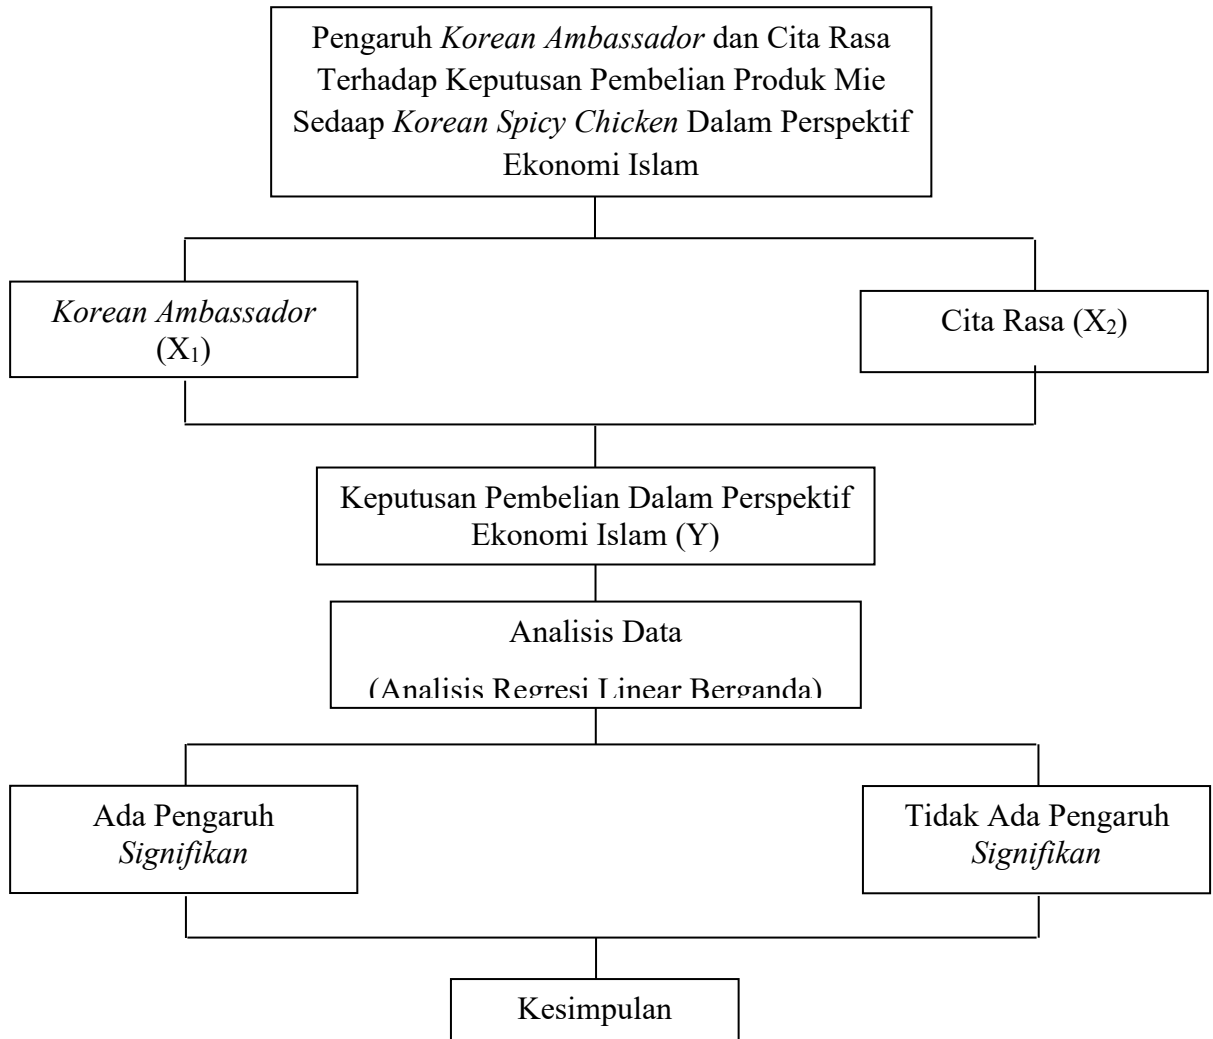 Pengaruh Korean Ambassador dan Cita Rasa
Terhadap Keputusan Pembelian Produk Mie
Sedaap Korean Spicy Chicken Dalam Perspektif
Ekonomi Islam
Korean Ambassador
(X₁)
Cita Rasa (X₂)
Keputusan Pembelian Dalam Perspektif
Ekonomi Islam (Y)
Analisis Data
(Analisis Regresi Linear Berganda)
Ada Pengaruh
Signifikan
Tidak Ada Pengaruh
Signifikan
Kesimpulan